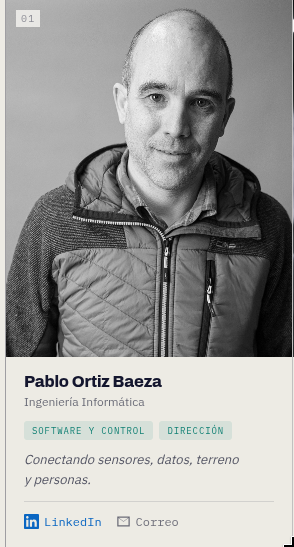 01
Pablo Ortiz Baeza
Ingeniería Informática
SOFTWARE Y CONTROL DIRECCIÓN
Conectando sensores, datos, terreno
y personas.
LinkedIn Correo